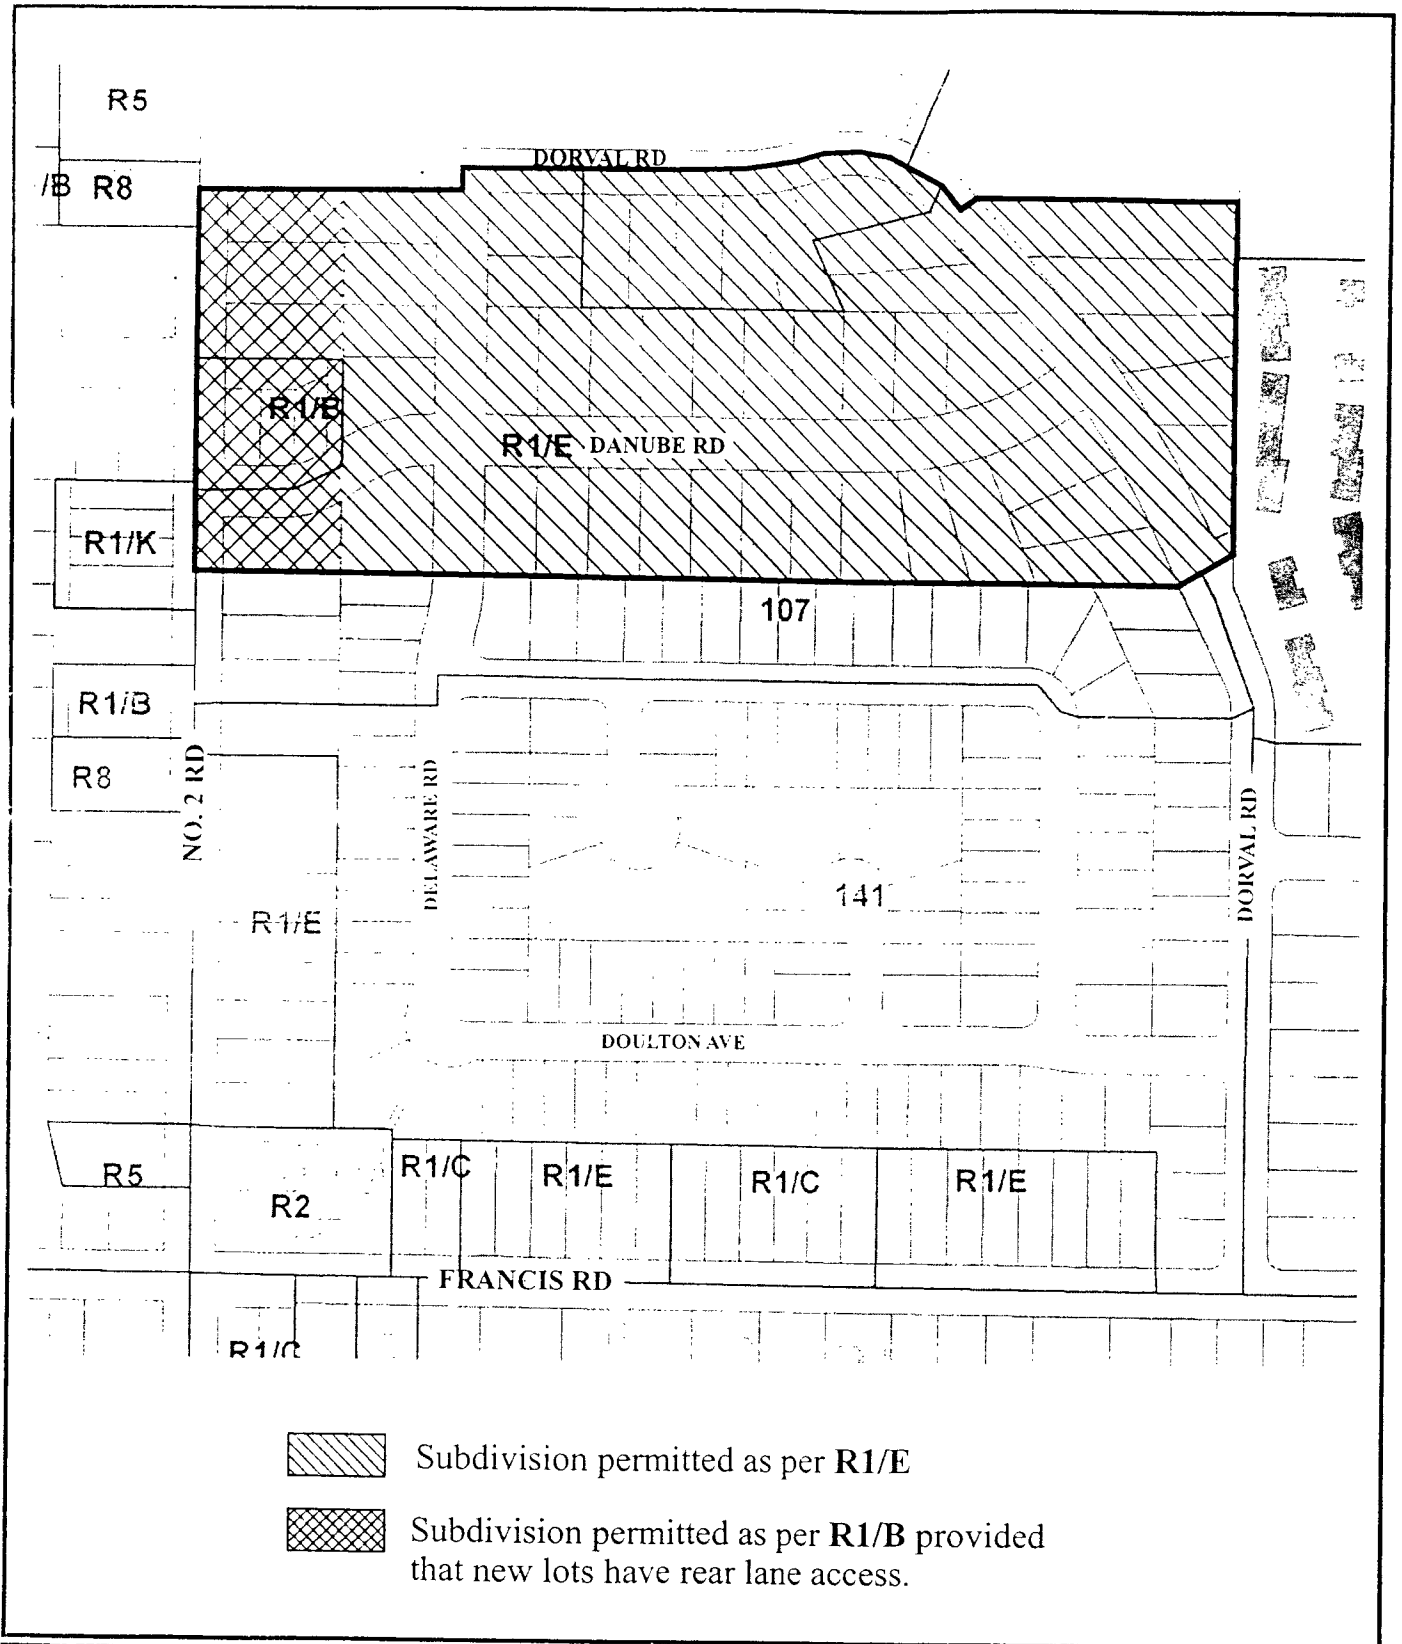 R5
DORVAL RD
/B R8
R1/B
R1/E DANUBE RD
R1/K
107
R1/B
R8
NO. 2 RD
DELAWARE RD
DORVAL RD
141
R1/E
DOULTON AVE
R5
R2
R1/C
R1/E
R1/C
R1/E
FRANCIS RD
R1/C
Subdivision permitted as per R1/E
Subdivision permitted as per R1/B provided
that new lots have rear lane access.